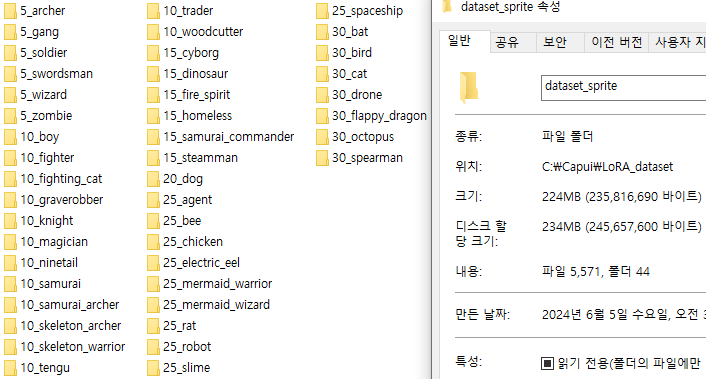 5_archer
5_gang
5_soldier
5_swordsman
5_wizard
5_zombie
10_boy
10_fighter
10_fighting_cat
10_graverobber
10_knight
10_magician
10_ninetail
10_samurai
10_samurai_archer
10_skeleton_archer
10_skeleton_warrior
10_tengu
10_trader
10_woodcutter
15_cyborg
15_dinosaur
15_fire_spirit
15_homeless
15_samurai_commander
15_steamman
20_dog
25_agent
25_bee
25_chicken
25_electric_eel
25_mermaid_warrior
25_mermaid_wizard
25_rat
25_robot
25_slime
25_spaceship
30_bat
30_bird
30_cat
30_drone
30_flappy_dragon
30_octopus
30_spearman
dataset_sprite 속성
일반 공유 보안 이전 버전 사용자 지
dataset_sprite
종류: 파일 폴더
위치: C:₩Capui₩LoRA_dataset
크기: 224MB (235,816,690 바이트)
디스크 할
당 크기: 234MB (245,657,600 바이트)
내용: 파일 5,571, 폴더 44
만든 날짜: 2024년 6월 5일 수요일, 오전
특성: 읽기 전용(폴더의 파일에만